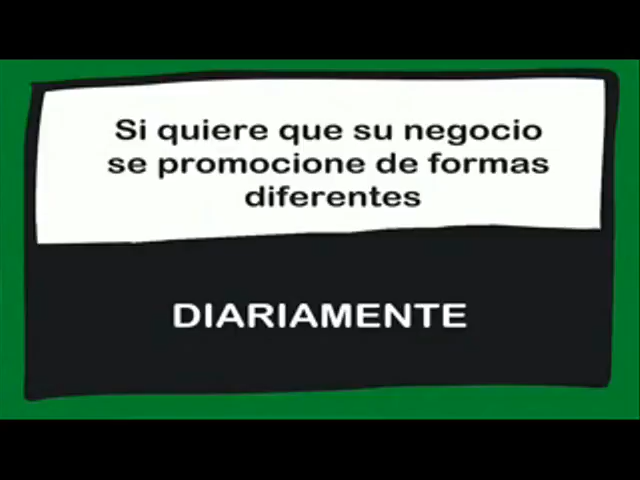 Si quiere que su negocio
se promocione de formas
diferentes
DIARIAMENTE